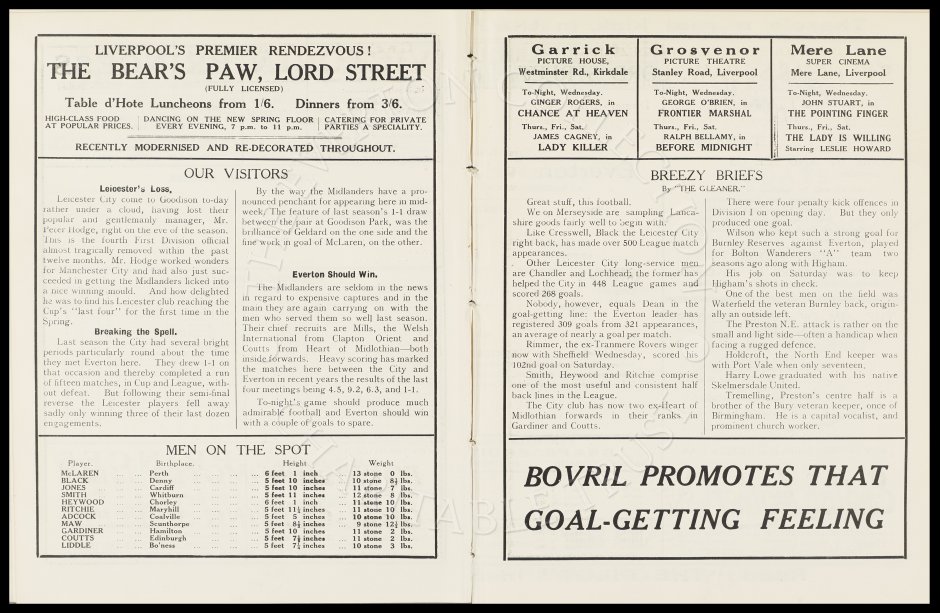 LIVERPOOL'S PREMIER RENDEZVOUS!
THE BEAR'S PAW, LORD STREET
(FULLY LICENSED)
Table d'Hote Luncheons from 1/6. Dinners from 3/6.
HIGH-CLASS FOOD
AT POPULAR PRICES.
DANCING ON THE NEW SPRING FLOOR
EVERY EVENING, 7 p.m. to 11 p.m.
CATERING FOR PRIVATE
PARTIES A SPECIALITY.
RECENTLY MODERNISED AND RE-DECORATED THROUGHOUT.
OUR VISITORS
Leicester's Loss.
Leicester City come to Goodison to-day
rather under a cloud, having lost their
popular and gentlemanly manager, Mr.
Peter Hodge, right on the eve of the season.
This is the fourth First Division official
almost tragically removed within the past
twelve months. Mr. Hodge worked wonders
for Manchester City and had also just suc-
ceeded in getting the Midlanders licked into
a nice winning mould. And how delighted
he was to find his Leicester club reaching the
Cup's "last four" for the first time in the
Spring.
Breaking the Spell.
Last season the City had several bright
periods particularly round about the time
they met Everton here. They drew 1-1 on
that occasion and thereby completed a run
of fifteen matches, in Cup and League, with-
out defeat. But following their semi-final
reverse the Leicester players fell away
sadly only winning three of their last dozen
engagements.
By the way the Midlanders have a pro-
nounced penchant for appearing here in mid-
week. The feature of last season's 1-1 draw
between the pair at Goodison Park, was the
brilliance of Geldard on the one side and the
fine work in goal of McLaren, on the other.
Everton Should Win.
The Midlanders are seldom in the news
in regard to expensive captures and in the
main they are again carrying on with the
men who served them so well last season.
Their chief recruits are Mills, the Welsh
International from Clapton Orient and
Coutts from Heart of Midlothian—both
inside forwards. Heavy scoring has marked
the matches here between the City and
Everton in recent years the results of the last
four meetings being 4.5, 9.2, 6.3, and 1-1.
To-night's game should produce much
admirable football and Everton should win
with a couple of goals to spare.
MEN ON THE SPOT
Player. Birthplace. Height Weight
McLAREN ... ... Perth ... ... ... 6 feet 1 inch ... 13 stone 0 lbs.
BLACK ... ... Denny ... ... ... 5 feet 10 inches ... 10 stone 8½ lbs.
JONES ... ... Cardiff ... ... ... 5 feet 10 inches ... 11 stone 7 lbs.
SMITH ... ... Whitburn ... ... ... 5 feet 11 inches ... 12 stone 8 lbs.
HEYWOOD ... ... Chorley ... ... ... 6 feet 1 inch ... 11 stone 10 lbs.
RITCHIE ... ... Maryhill ... ... ... 5 feet 11½ inches ... 11 stone 10 lbs.
ADCOCK ... ... Coalville ... ... ... 5 feet 5 inches ... 10 stone 10 lbs.
MAW ... ... Scunthorpe ... ... ... 5 feet 8½ inches ... 9 stone 12½ lbs.
GARDINER ... ... Hamilton ... ... ... 5 feet 10 inches ... 11 stone 2 lbs.
COUTTS ... ... Edinburgh ... ... ... 5 feet 7½ inches ... 11 stone 2 lbs.
LIDDLE ... ... Bo'ness ... ... ... 5 feet 7½ inches ... 10 stone 3 lbs.
Garrick
PICTURE HOUSE,
Westminster Rd., Kirkdale
To-Night, Wednesday.
GINGER ROGERS, in
CHANCE AT HEAVEN
Thurs., Fri., Sat.
JAMES CAGNEY, in
LADY KILLER
Grosvenor
PICTURE THEATRE
Stanley Road, Liverpool
To-Night, Wednesday.
GEORGE O'BRIEN, in
FRONTIER MARSHAL
Thurs., Fri., Sat.
RALPH BELLAMY, in
BEFORE MIDNIGHT
Mere Lane
SUPER CINEMA
Mere Lane, Liverpool
To-Night, Wednesday.
JOHN STUART, in
THE POINTING FINGER
Thurs., Fri., Sat.
THE LADY IS WILLING
Starring LESLIE HOWARD
BREEZY BRIEFS
By "THE GLEANER."
Great stuff, this football.
We on Merseyside are sampling Lanca-
shire goods fairly well to begin with.
Like Cresswell, Black the Leicester City
right back, has made over 500 League match
appearances.
Other Leicester City long-service men
are Chandler and Lochhead; the former has
helped the City in 448 League games and
scored 268 goals.
Nobody, however, equals Dean in the
goal-getting line: the Everton leader has
registered 309 goals from 321 appearances,
an average of nearly a goal per match.
Rimmer, the ex-Tranmere Rovers winger
now with Sheffield Wednesday, scored his
102nd goal on Saturday.
Smith, Heywood and Ritchie comprise
one of the most useful and consistent half
back lines in the League.
The City club has now two ex-Heart of
Midlothian forwards in their ranks in
Gardiner and Coutts.
There were four penalty kick offences in
Division I on opening day. But they only
produced one goal.
Wilson who kept such a strong goal for
Burnley Reserves against Everton, played
for Bolton Wanderers "A" team two
seasons ago along with Higham.
His job on Saturday was to keep
Higham's shots in check.
One of the best men on the field was
Waterfield the veteran Burnley back, origin-
ally an outside left.
The Preston N.E. attack is rather on the
small and light side—often a handicap when
facing a rugged defence.
Holdcroft, the North End keeper was
with Port Vale when only seventeen.
Harry Lowe graduated with his native
Skelmersdale United.
Tremelling, Preston's centre half is a
brother of the Bury veteran keeper, once of
Birmingham. He is a capital vocalist, and
prominent church worker.
BOVRIL PROMOTES THAT
GOAL-GETTING FEELING